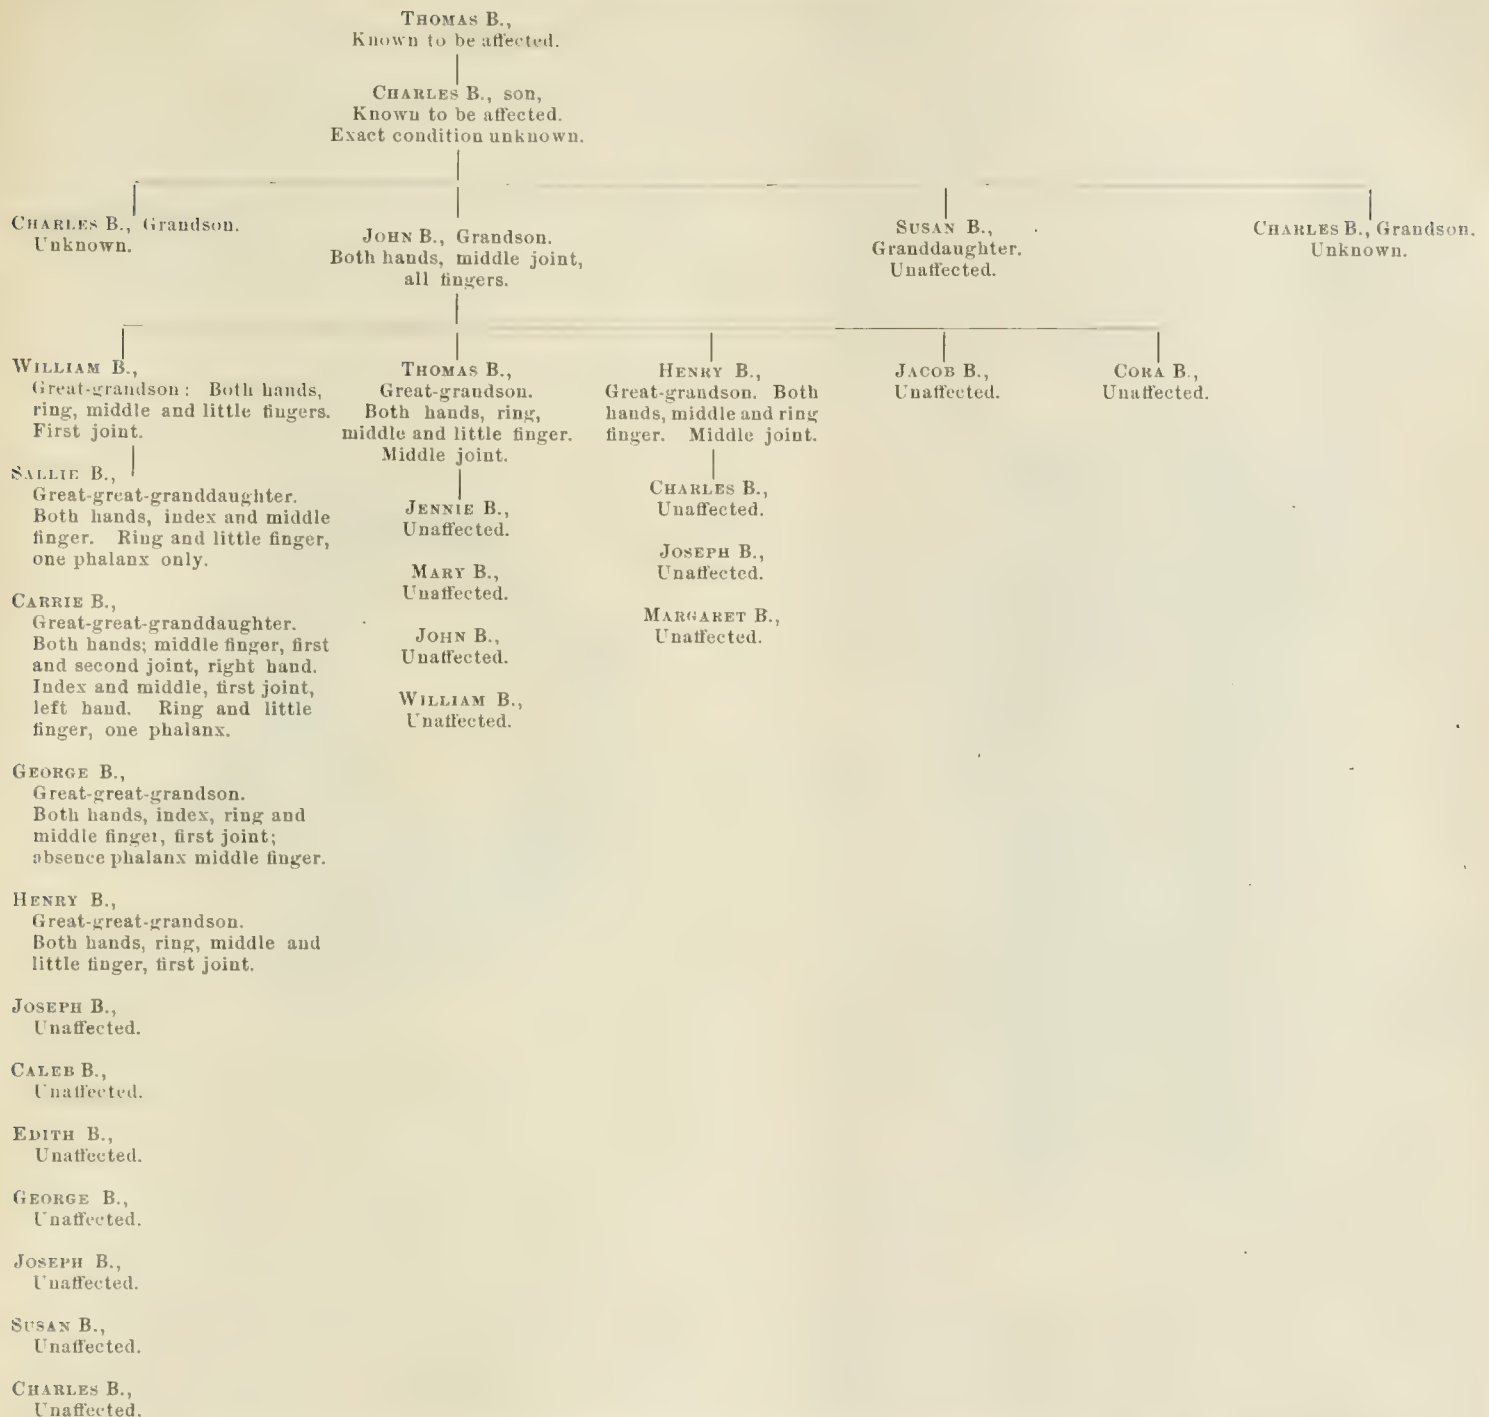 THOMAS B.,
Known to be affected.
CHARLES B., son,
Known to be affected.
Exact condition unknown.
CHARLES B., Grandson.
Unknown.
JOHN B., Grandson.
Both hands, middle joint,
all fingers.
SUSAN B.,
Granddaughter.
Unaffected.
CHARLES B., Grandson.
Unknown.
WILLIAM B.,
Great-grandson: Both hands,
ring, middle and little fingers.
First joint.
SALLIE B.,
Great-great-granddaughter.
Both hands, index and middle
finger. Ring and little finger,
one phalanx only.
CARRIE B.,
Great-great-granddaughter.
Both hands; middle finger, first
and second joint, right hand.
Index and middle, first joint,
left hand. Ring and little
finger, one phalanx.
GEORGE B.,
Great-great-grandson.
Both hands, index, ring and
middle finger, first joint;
absence phalanx middle finger.
HENRY B.,
Great-great-grandson.
Both hands, ring, middle and
little finger, first joint.
JOSEPH B.,
Unaffected.
CALEB B.,
Unaffected.
EDITH B.,
Unaffected.
GEORGE B.,
Unaffected.
JOSEPH B.,
Unaffected.
SUSAN B.,
Unaffected.
CHARLES B.,
Unaffected.
THOMAS B.,
Great-grandson.
Both hands, ring,
middle and little finger.
Middle joint.
JENNIE B.,
Unaffected.
MARY B.,
Unaffected.
JOHN B.,
Unaffected.
WILLIAM B.,
Unaffected.
HENRY B.,
Great-grandson. Both
hands, middle and ring
finger. Middle joint.
CHARLES B.,
Unaffected.
JOSEPH B.,
Unaffected.
MARGARET B.,
Unaffected.
JACOB B.,
Unaffected.
CORA B.,
Unaffected.